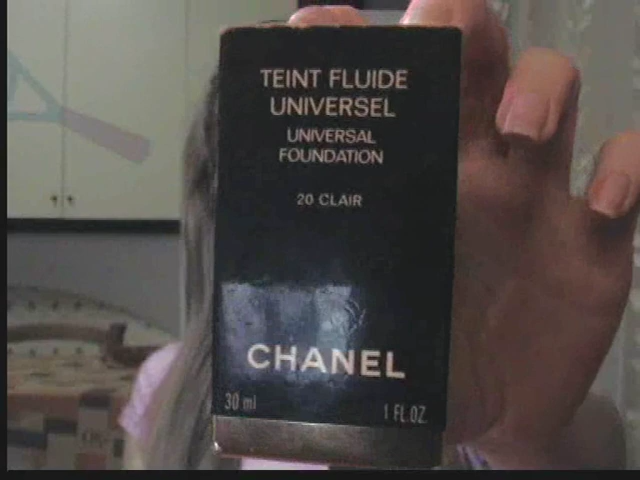 TEINT FLUIDE
UNIVERSEL
UNIVERSAL
FOUNDATION
20 CLAIR
CHANEL
30 ml 1 FL.OZ.